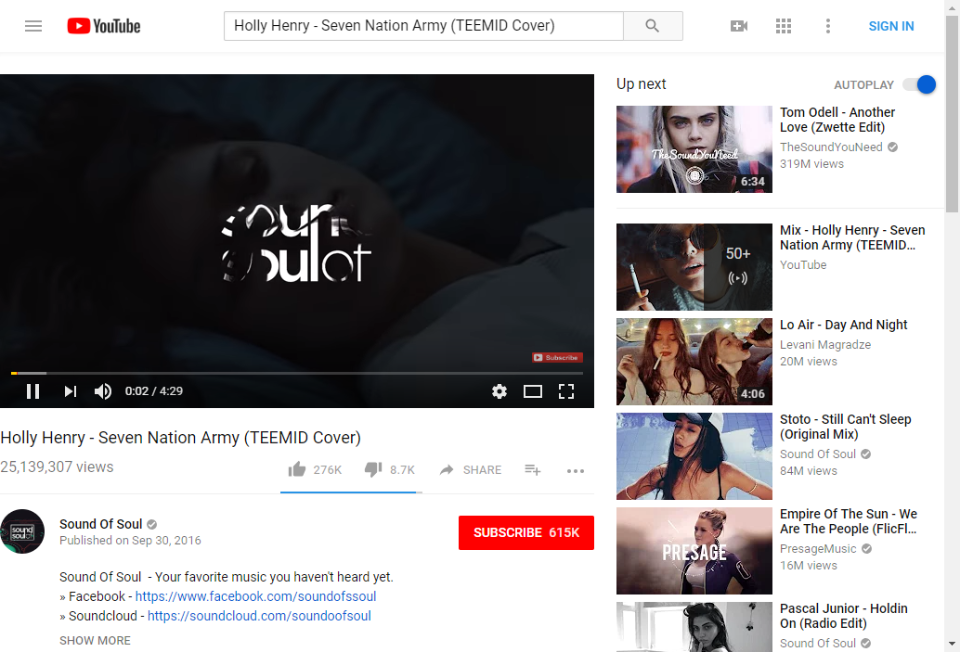 YouTube
Holly Henry - Seven Nation Army (TEEMID Cover)
SIGN IN
sound
soulof
Subscribe
0:02 / 4:29
Holly Henry - Seven Nation Army (TEEMID Cover)
25,139,307 views
276K
8.7K
SHARE
sound
soulof
Sound Of Soul
Published on Sep 30, 2016
SUBSCRIBE 615K
Sound Of Soul - Your favorite music you haven't heard yet.
» Facebook - https://www.facebook.com/soundofssoul
» Soundcloud - https://soundcloud.com/soundoofsoul
SHOW MORE
Up next
AUTOPLAY
TheSoundYouNeed
6:34
Tom Odell - Another
Love (Zwette Edit)
TheSoundYouNeed
319M views
50+
Mix - Holly Henry - Seven
Nation Army (TEEMID...
YouTube
4:06
Lo Air - Day And Night
Levani Magradze
20M views
Stoto - Still Can't Sleep
(Original Mix)
Sound Of Soul
84M views
PRESAGE
Empire Of The Sun - We
Are The People (FlicFl...
PresageMusic
16M views
Pascal Junior - Holdin
On (Radio Edit)
Sound Of Soul